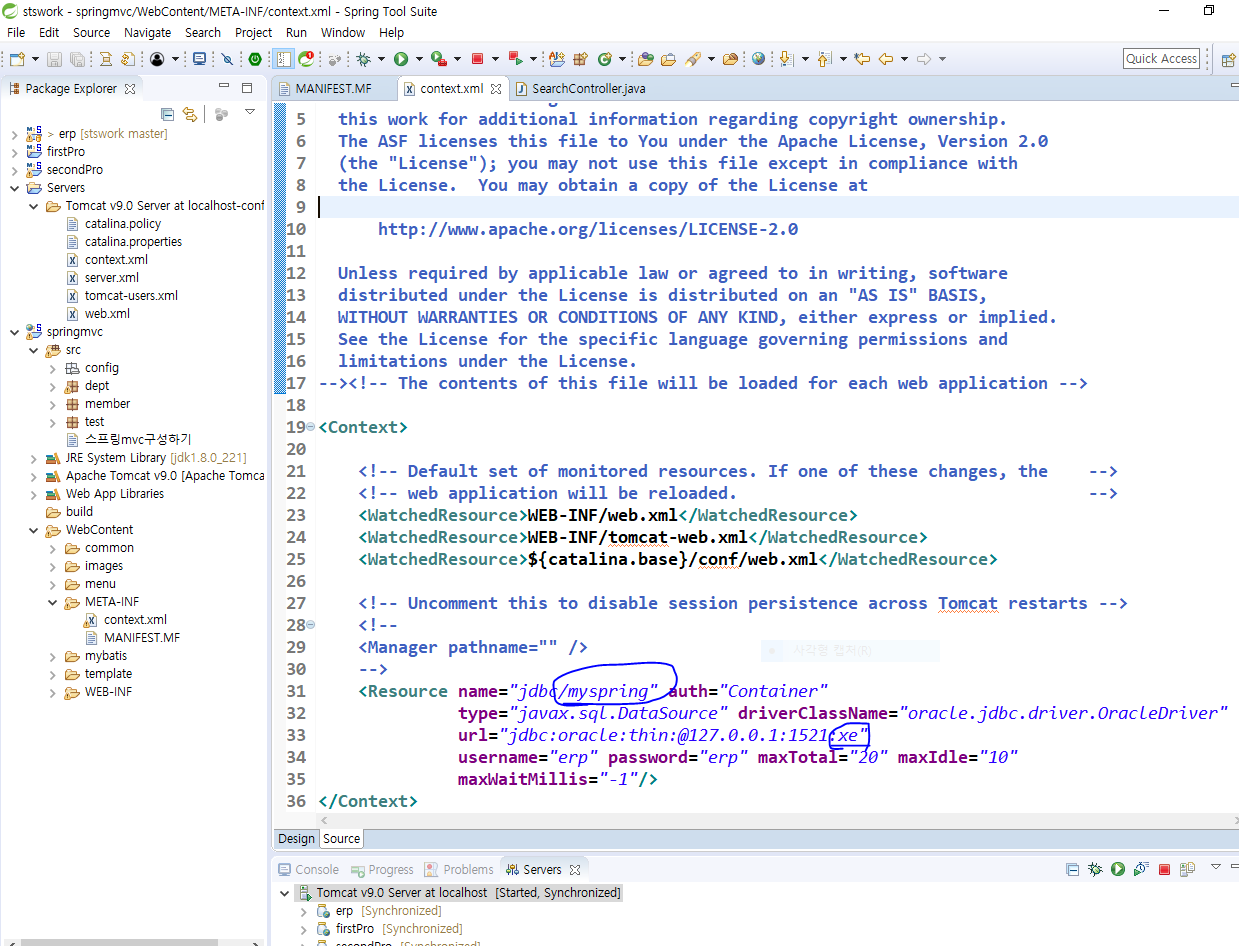 stswork - springmvc/WebContent/META-INF/context.xml - Spring Tool Suite
File Edit Source Navigate Search Project Run Window Help
Quick Access
Package Explorer
> erp [stswork master]
firstPro
secondPro
Servers
Tomcat v9.0 Server at localhost-conf
catalina.policy
catalina.properties
context.xml
server.xml
tomcat-users.xml
web.xml
springmvc
src
config
dept
member
test
스프링mvc구성하기
JRE System Library [jdk1.8.0_221]
Apache Tomcat v9.0 [Apache Tomca
Web App Libraries
build
WebContent
common
images
menu
META-INF
context.xml
MANIFEST.MF
mybatis
template
WEB-INF
MANIFEST.MF context.xml SearchController.java
5 this work for additional information regarding copyright ownership.
6 The ASF licenses this file to You under the Apache License, Version 2.0
7 (the "License"); you may not use this file except in compliance with
8 the License.  You may obtain a copy of the License at
9
10 http://www.apache.org/licenses/LICENSE-2.0
11
12 Unless required by applicable law or agreed to in writing, software
13 distributed under the License is distributed on an "AS IS" BASIS,
14 WITHOUT WARRANTIES OR CONDITIONS OF ANY KIND, either express or implied.
15 See the License for the specific language governing permissions and
16 limitations under the License.
17 --><!-- The contents of this file will be loaded for each web application -->
18
19 <Context>
20
21 <!-- Default set of monitored resources. If one of these changes, the    -->
22 <!-- web application will be reloaded.                                   -->
23 <WatchedResource>WEB-INF/web.xml</WatchedResource>
24 <WatchedResource>WEB-INF/tomcat-web.xml</WatchedResource>
25 <WatchedResource>${catalina.base}/conf/web.xml</WatchedResource>
26
27 <!-- Uncomment this to disable session persistence across Tomcat restarts -->
28 <!--
29 <Manager pathname="" />
사각형 캡처(R)
30 -->
31 <Resource name="jdbc/myspring" auth="Container"
32 type="javax.sql.DataSource" driverClassName="oracle.jdbc.driver.OracleDriver"
33 url="jdbc:oracle:thin:@127.0.0.1:1521:xe"
34 username="erp" password="erp" maxTotal="20" maxIdle="10"
35 maxWaitMillis="-1"/>
36 </Context>
Design Source
Console Progress Problems Servers
Tomcat v9.0 Server at localhost [Started, Synchronized]
erp [Synchronized]
firstPro [Synchronized]
secondPro [Synchronized]